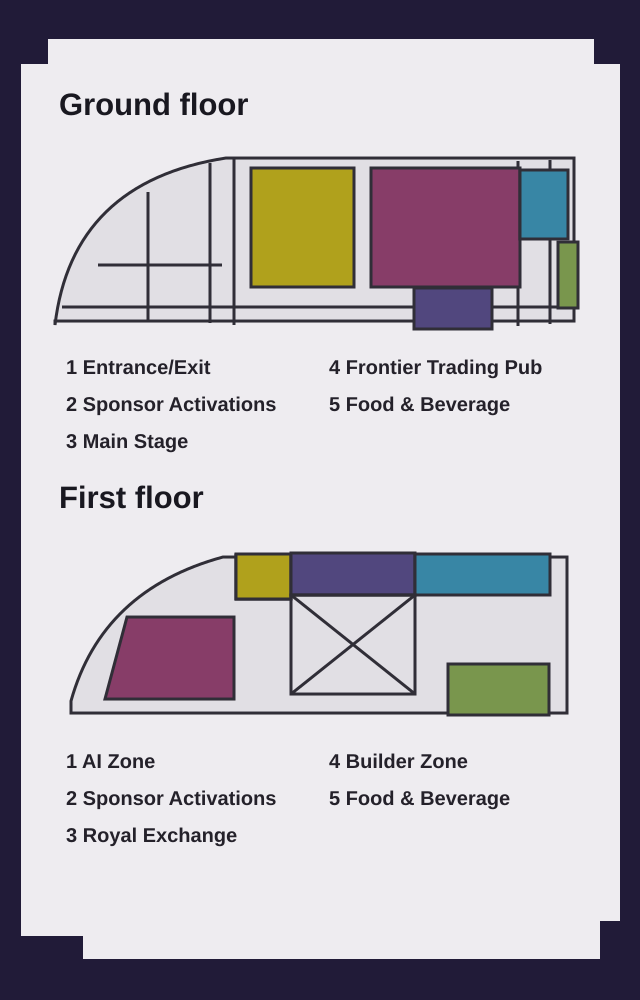 Ground floor
1 Entrance/Exit
2 Sponsor Activations
3 Main Stage
4 Frontier Trading Pub
5 Food & Beverage
First floor
1 AI Zone
2 Sponsor Activations
3 Royal Exchange
4 Builder Zone
5 Food & Beverage